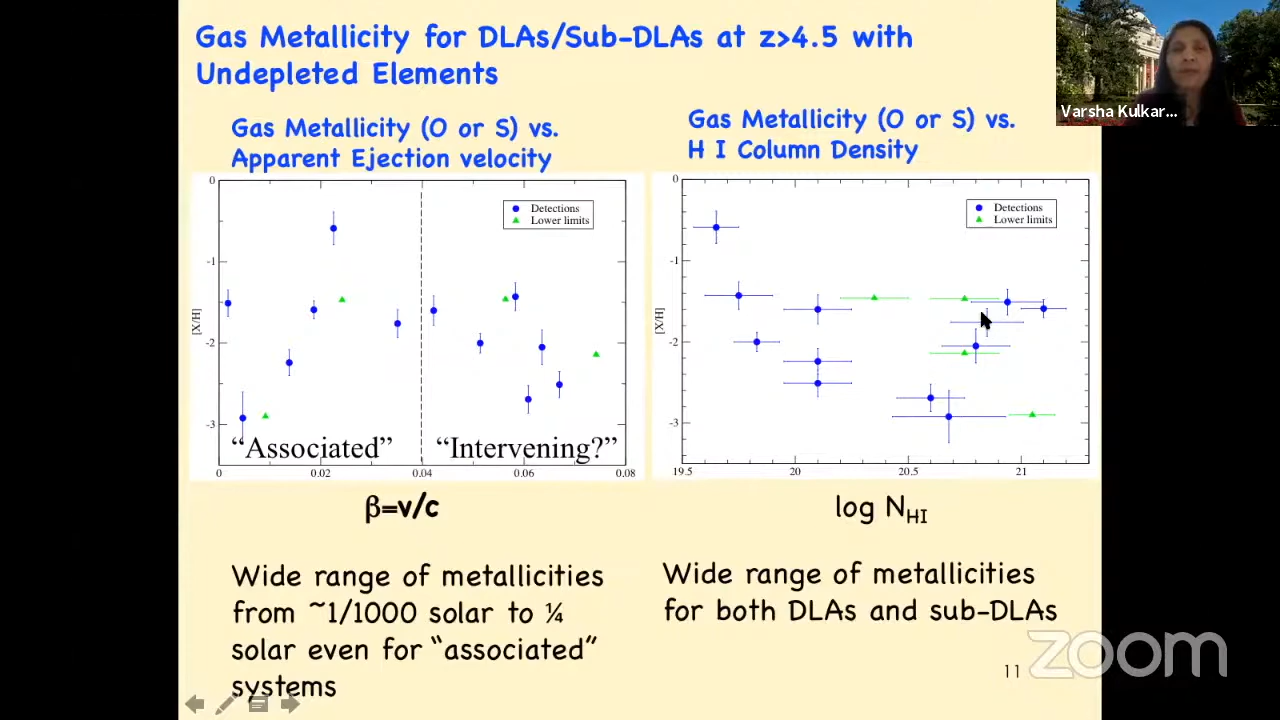 Gas Metallicity for DLAs/Sub-DLAs at z>4.5 with
Undepleted Elements
Varsha Kulkar...
Gas Metallicity (O or S) vs.
Apparent Ejection velocity
Gas Metallicity (O or S) vs.
H I Column Density
0
-1
-2
-3
[X/H]
Detections
Lower limits
“Associated”
“Intervening?”
0
0.02
0.04
0.06
0.08
β=v/c
0
-1
-2
-3
[X/H]
Detections
Lower limits
19.5
20
20.5
21
log NHI
Wide range of metallicities
from ~1/1000 solar to ¼
solar even for “associated”
systems
Wide range of metallicities
for both DLAs and sub-DLAs
11
zoom